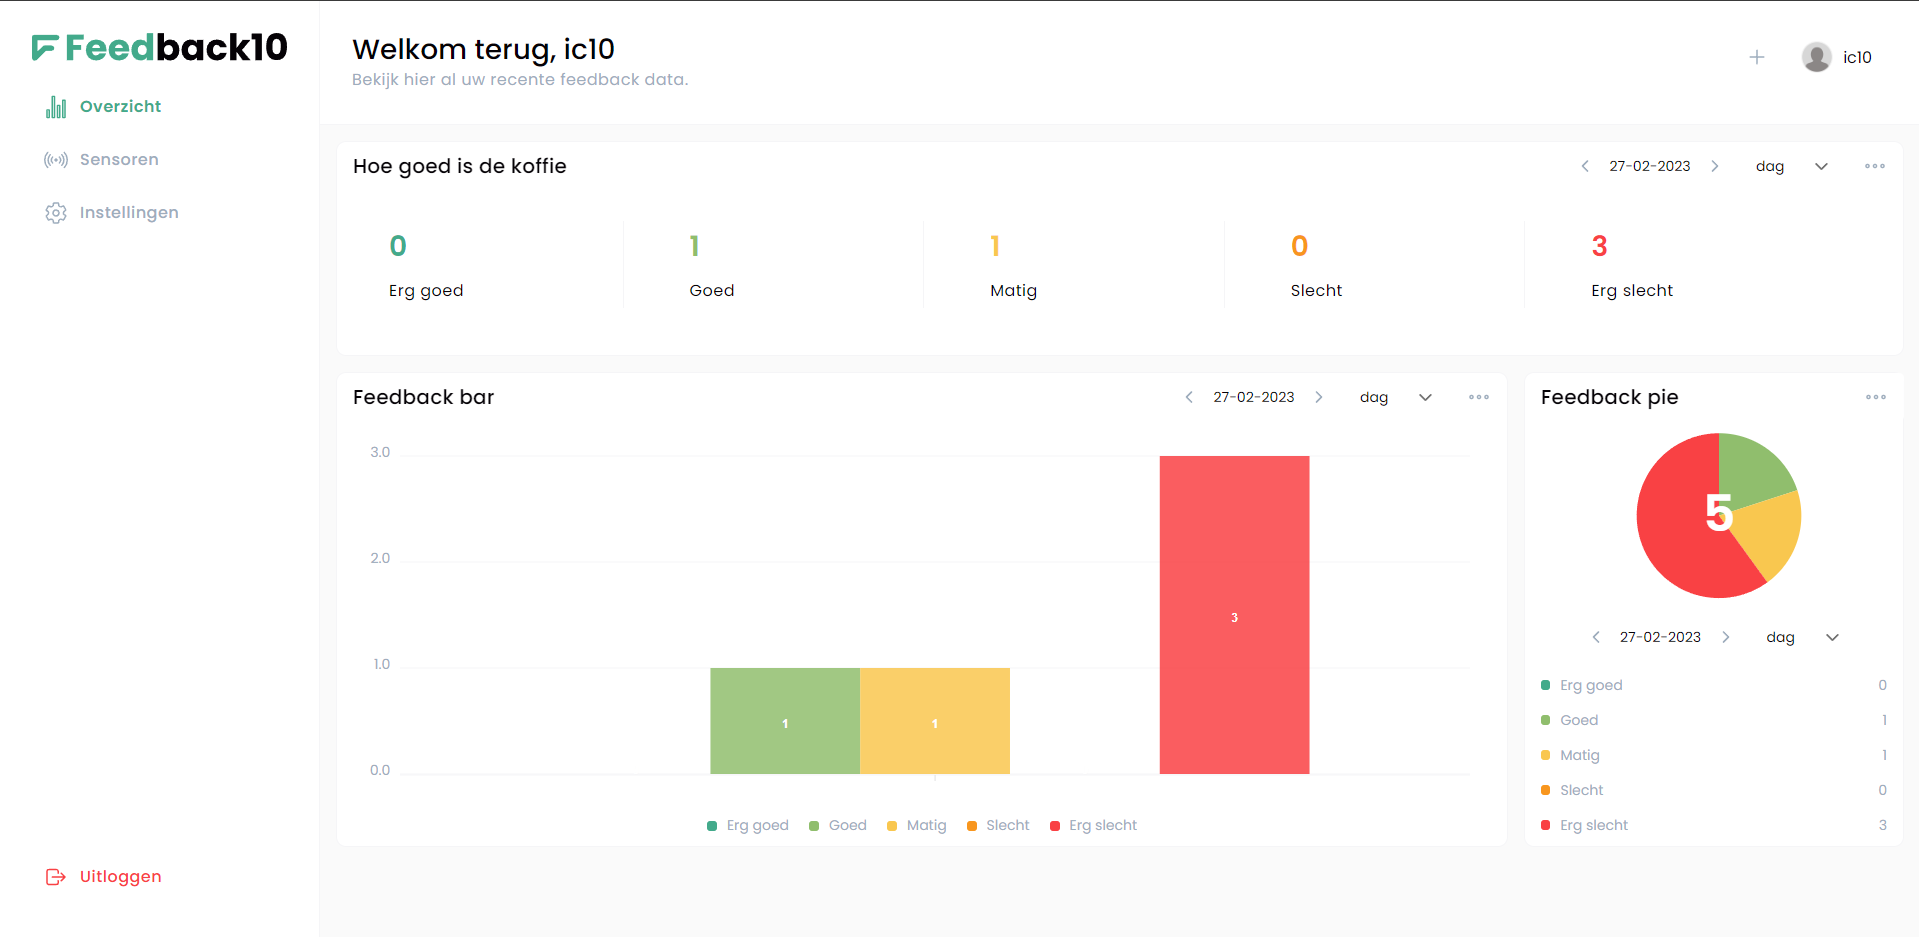 Feedback10
Overzicht
Sensoren
Instellingen
Uitloggen
Welkom terug, ic10
Bekijk hier al uw recente feedback data.
ic10
Hoe goed is de koffie
27-02-2023
dag
0
Erg goed
1
Goed
1
Matig
0
Slecht
3
Erg slecht
Feedback bar
27-02-2023
dag
3.0
2.0
1.0
0.0
1
1
3
Erg goed
Goed
Matig
Slecht
Erg slecht
Feedback pie
5
27-02-2023
dag
Erg goed 0
Goed 1
Matig 1
Slecht 0
Erg slecht 3